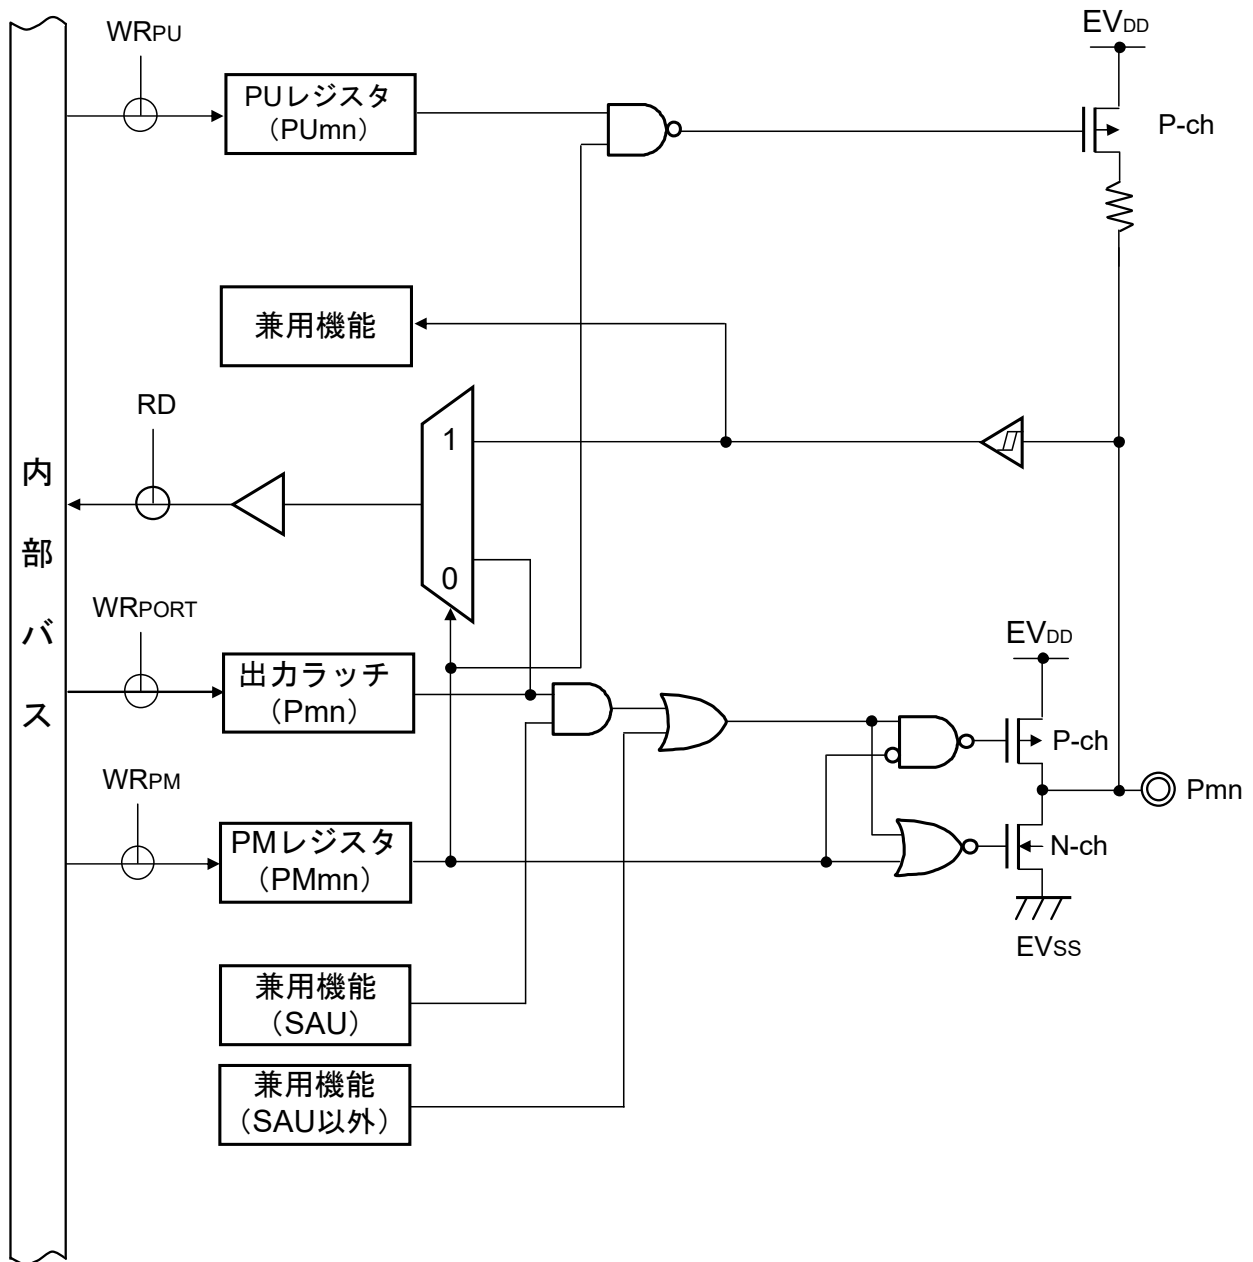 WRPU
EVDD
PUレジスタ
（PUmn）
P-ch
兼用機能
RD
1
0
内部バス
WRPORT
出力ラッチ
（Pmn）
EVDD
P-ch
Pmn
WRPM
PMレジスタ
（PMmn）
N-ch
EVSS
兼用機能
（SAU）
兼用機能
（SAU以外）